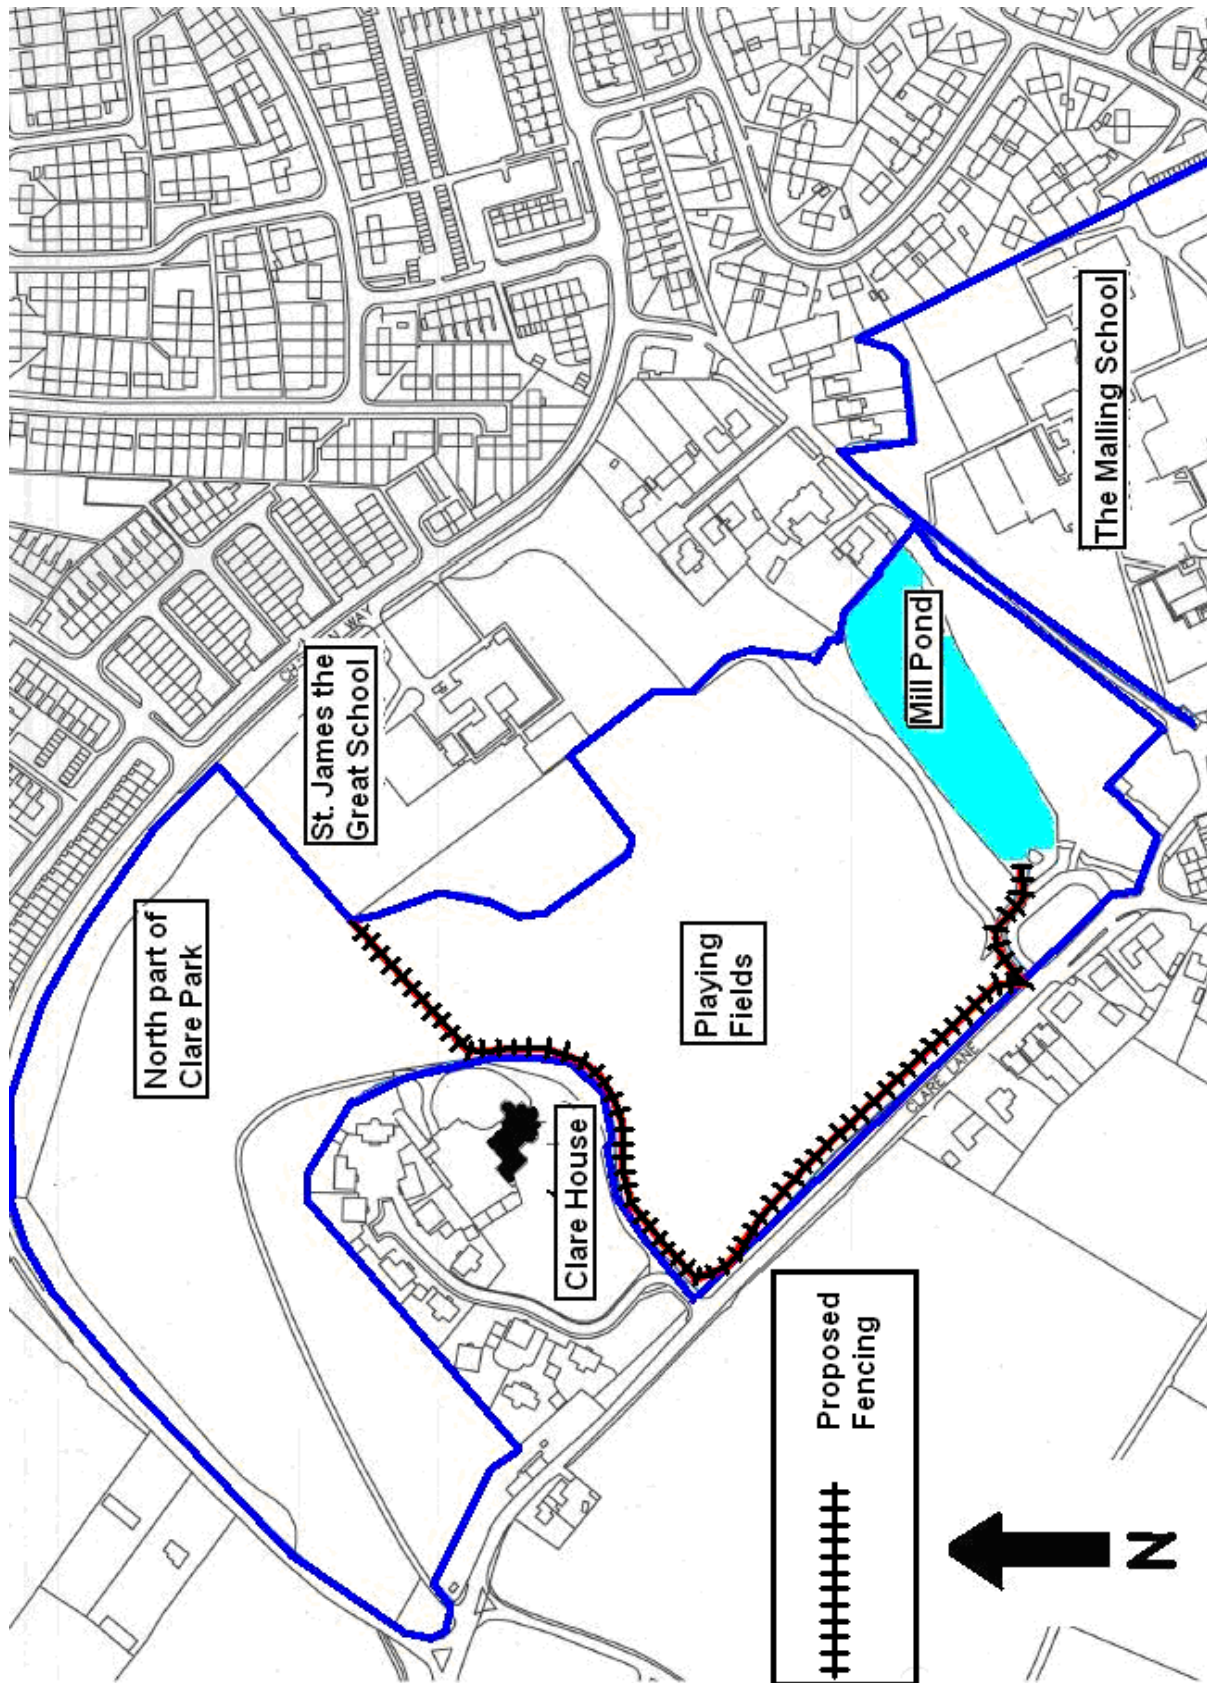 North part of
Clare Park
St. James the
Great School
Clare House
Playing
Fields
Mill Pond
The Malling School
CLARE LANE
WAY
Proposed
Fencing
N